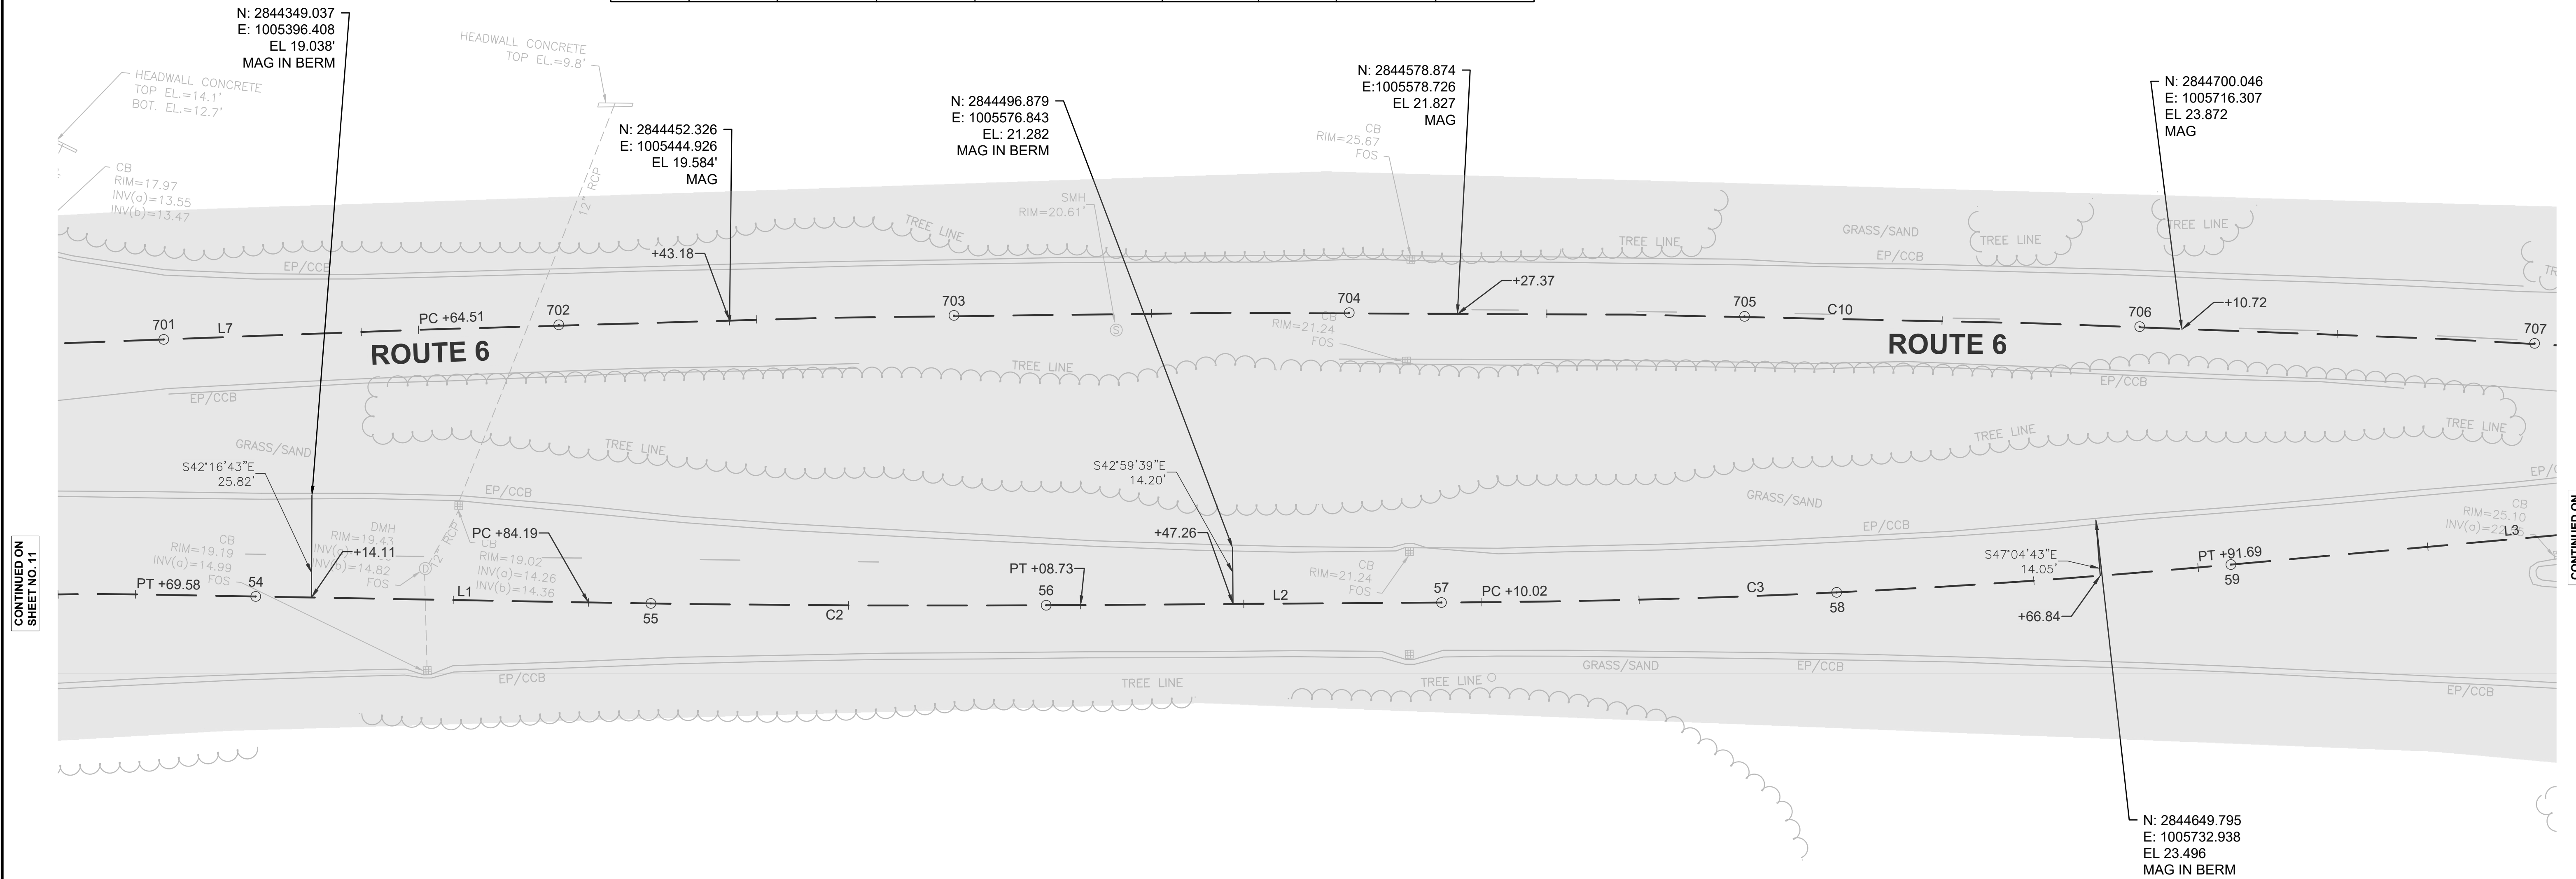 N: 2844349.037
E: 1005396.408
EL 19.038'
MAG IN BERM
HEADWALL CONCRETE
TOP EL.=9.8'
HEADWALL CONCRETE
TOP EL.=14.1'
BOT. EL.=12.7'
N: 2844578.874
E:1005578.726
EL 21.827
MAG
N: 2844700.046
E: 1005716.307
EL 23.872
MAG
N: 2844496.879
E: 1005576.843
EL: 21.282
MAG IN BERM
N: 2844452.326
E: 1005444.926
EL 19.584'
MAG
CB
RIM=25.67
FOS
CB
RIM=17.97
INV(a)=13.55
INV(b)=13.47
12" RCP
SMH
RIM=20.61'
TREE LINE
TREE LINE
GRASS/SAND
TREE LINE
TREE LINE
EP/CCB
EP/CCB
+43.18
+27.37
+10.72
701
L7
PC +64.51
702
703
704
705
C10
706
707
CB
RIM=21.24
FOS
ROUTE 6
ROUTE 6
TREE LINE
EP/CCB
EP/CCB
GRASS/SAND
TREE LINE
TREE LINE
TREE LINE
S42°16'43"E
25.82'
S42°59'39"E
14.20'
EP/CCB
GRASS/SAND
EP/CCB
CB
RIM=19.19
INV(a)=14.99
FOS
DMH
RIM=19.43
INV(b)=14.82
FOS
12" RCP
CB
RIM=19.02
INV(a)=14.26
INV(b)=14.36
+14.11
PC +84.19
+47.26
CB
RIM=21.24
FOS
S47°04'43"E
14.05'
CB
RIM=25.10
L3
PT +69.58
54
L1
55
C2
PT +08.73
56
L2
57
PC +10.02
C3
58
PT +91.69
59
+66.84
EP/CCB
TREE LINE
TREE LINE
GRASS/SAND
EP/CCB
EP/CCB
CONTINUED ON
SHEET NO. 11
CONTINUED ON
N: 2844649.795
E: 1005732.938
EL 23.496
MAG IN BERM